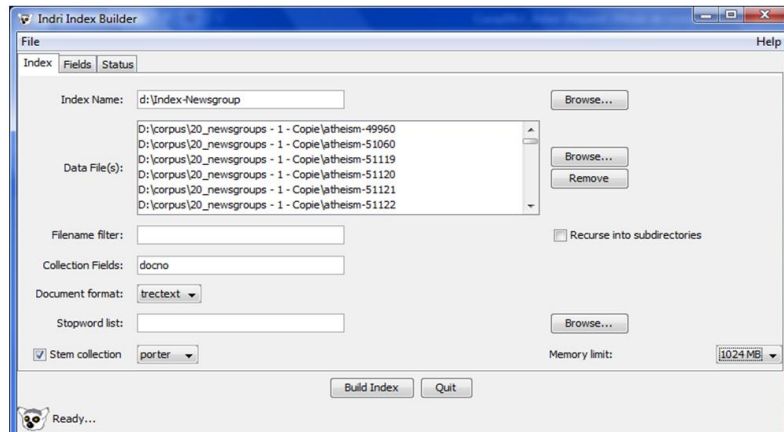 Indri Index Builder
File Help
Index Fields Status
Index Name: d:\Index-Newsgroup Browse...
D:\corpus\20_newsgroups - 1 - Copie\atheism-49960
D:\corpus\20_newsgroups - 1 - Copie\atheism-51060
D:\corpus\20_newsgroups - 1 - Copie\atheism-51119
Data File(s): Browse...
D:\corpus\20_newsgroups - 1 - Copie\atheism-51120
Remove
D:\corpus\20_newsgroups - 1 - Copie\atheism-51121
D:\corpus\20_newsgroups - 1 - Copie\atheism-51122
Filename filter: Recurse into subdirectories
Collection Fields: docno
Document format: trectext
Stopword list: Browse...
Stem collection porter Memory limit: 1024 MB
Build Index Quit
Ready...